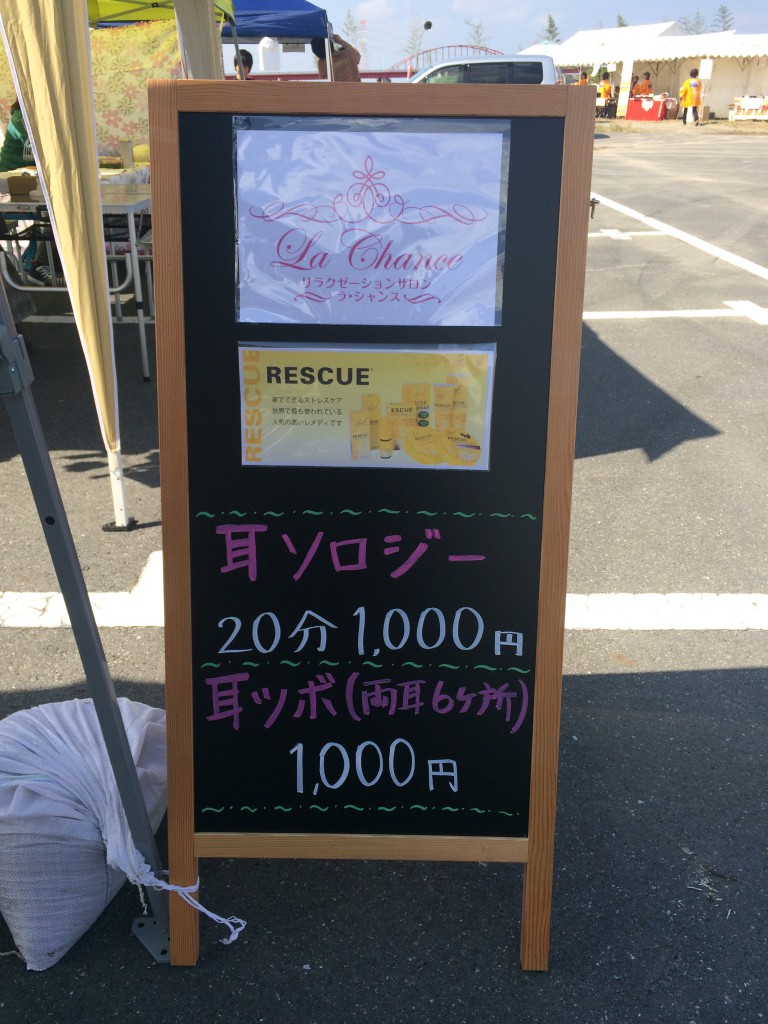 La Chance
リラクゼーションサロン
ラ・シャンス
RESCUE
RESCUE
家でできるストレスケア
世界で最も使われている
人気の高いレメディです
ESCUE
耳ソロジー
20分 1,000円
耳ツボ(両耳6ヶ所)
1,000円